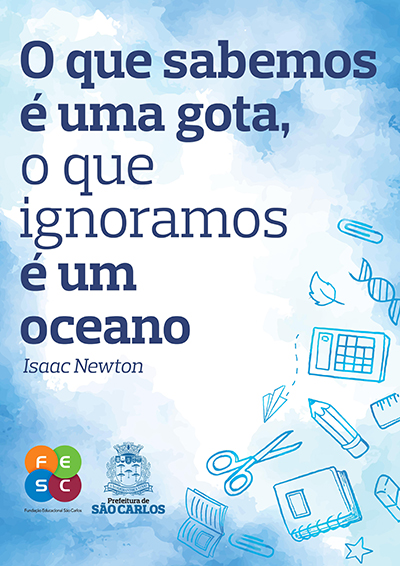 O que sabemos
é uma gota,
o que
ignoramos
é um
oceano
Isaac Newton
F E
S C
Fundação Educacional São Carlos
Prefeitura de
SÃO CARLOS